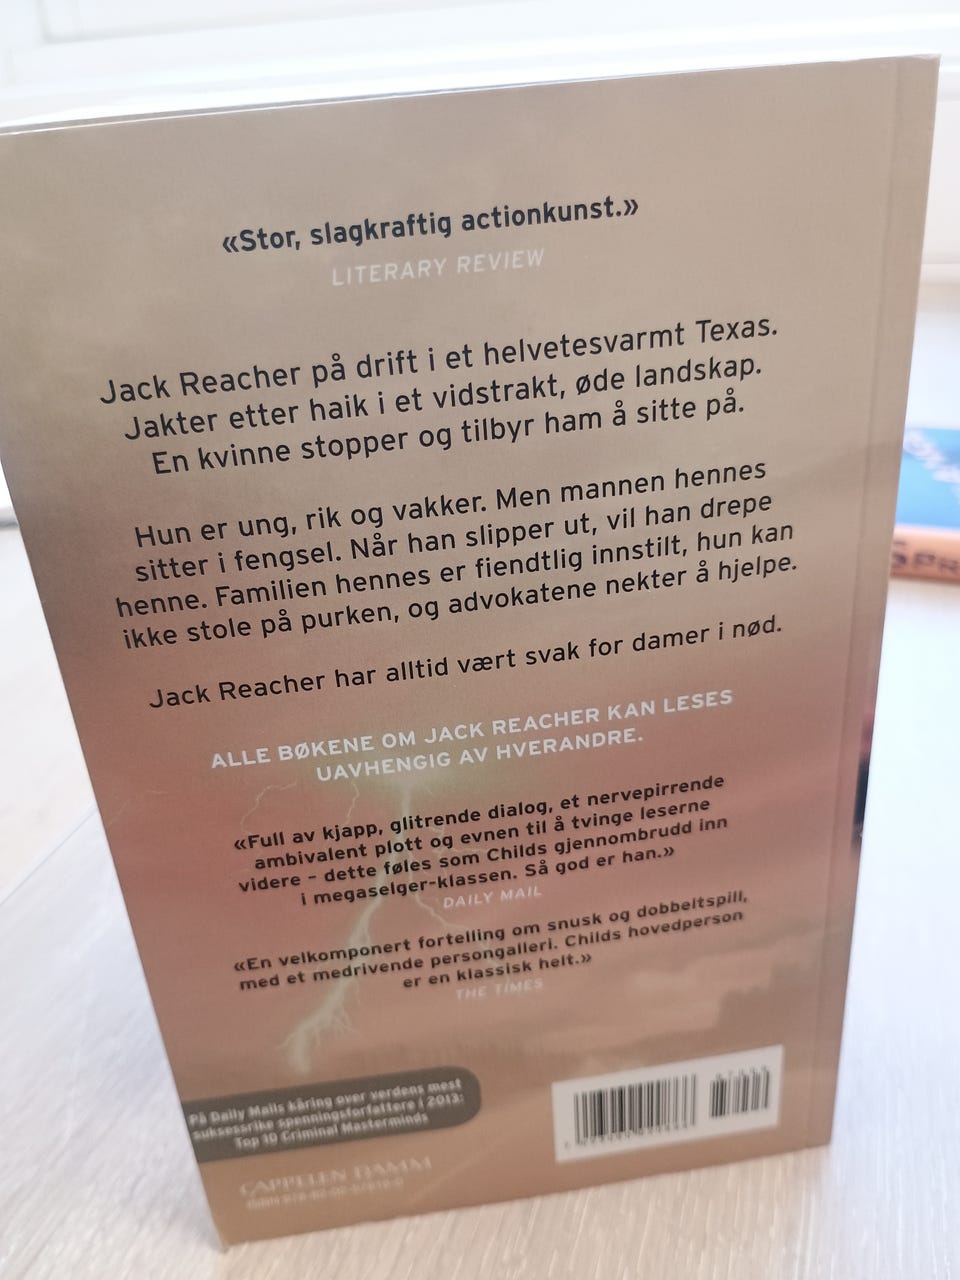 «Stor, slagkraftig actionkunst.»
LITERARY REVIEW
Jack Reacher på drift i et helvetesvarmt Texas.
Jakter etter haik i et vidstrakt, øde landskap.
En kvinne stopper og tilbyr ham å sitte på.
Hun er ung, rik og vakker. Men mannen hennes
sitter i fengsel. Når han slipper ut, vil han drepe
henne. Familien hennes er fiendtlig innstilt, hun kan
ikke stole på purken, og advokatene nekter å hjelpe.
Jack Reacher har alltid vært svak for damer i nød.
ALLE BØKENE OM JACK REACHER KAN LESES
UAVHENGIG AV HVERANDRE.
«Full av kjapp, glitrende dialog, et nervepirrende
ambivalent plott og evnen til å tvinge leserne
videre – dette føles som Childs gjennombrudd inn
i megaselger-klassen. Så god er han.»
DAILY MAIL
«En velkomponert fortelling om snusk og dobbeltspill,
med et medrivende persongalleri. Childs hovedperson
er en klassisk helt.»
THE TIMES
På Daily Mails kåring over verdens mest
suksessrike spenningsforfattere i 2013:
Top 10 Criminal Masterminds
CAPPELEN DAMM